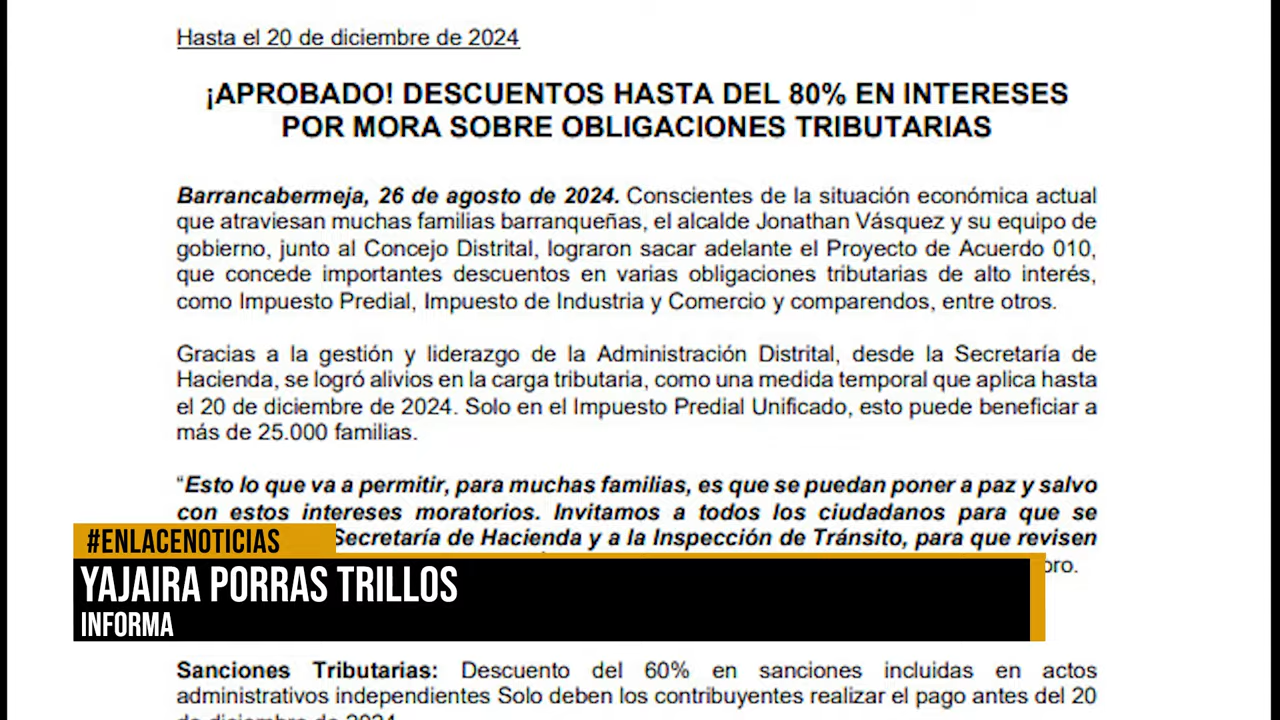 Hasta el 20 de diciembre de 2024
¡APROBADO! DESCUENTOS HASTA DEL 80% EN INTERESES
POR MORA SOBRE OBLIGACIONES TRIBUTARIAS
Barrancabermeja, 26 de agosto de 2024. Conscientes de la situación económica actual
que atraviesan muchas familias barranqueñas, el alcalde Jonathan Vásquez y su equipo de
gobierno, junto al Concejo Distrital, lograron sacar adelante el Proyecto de Acuerdo 010,
que concede importantes descuentos en varias obligaciones tributarias de alto interés,
como Impuesto Predial, Impuesto de Industria y Comercio y comparendos, entre otros.
Gracias a la gestión y liderazgo de la Administración Distrital, desde la Secretaría de
Hacienda, se logró alivios en la carga tributaria, como una medida temporal que aplica hasta
el 20 de diciembre de 2024. Solo en el Impuesto Predial Unificado, esto puede beneficiar a
más de 25.000 familias.
“Esto lo que va a permitir, para muchas familias, es que se puedan poner a paz y salvo
con estos intereses moratorios. Invitamos a todos los ciudadanos para que se
Secretaría de Hacienda y a la Inspección de Tránsito, para que revisen
#ENLACENOTICIAS
YAJAIRA PORRAS TRILLOS
INFORMA
Sanciones Tributarias: Descuento del 60% en sanciones incluidas en actos
administrativos independientes Solo deben los contribuyentes realizar el pago antes del 20
de diciembre de 2024